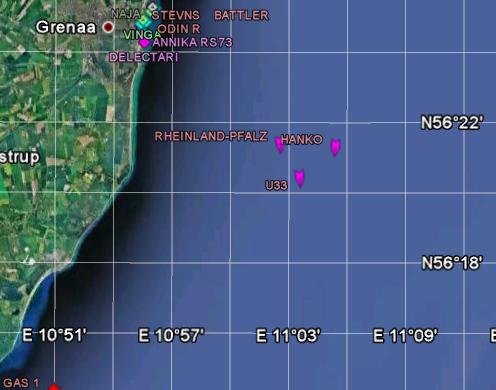 NAJA STEVNS BATTLER
Grenaa ODIN R
VINGA
ANNIKA RS73
DELECTARI
N56°22'
RHEINLAND-PFALZ HANKO
strup
U33
N56°18'
E 10°51' E 10°57' E 11°03' E 11°09' E
GAS 1